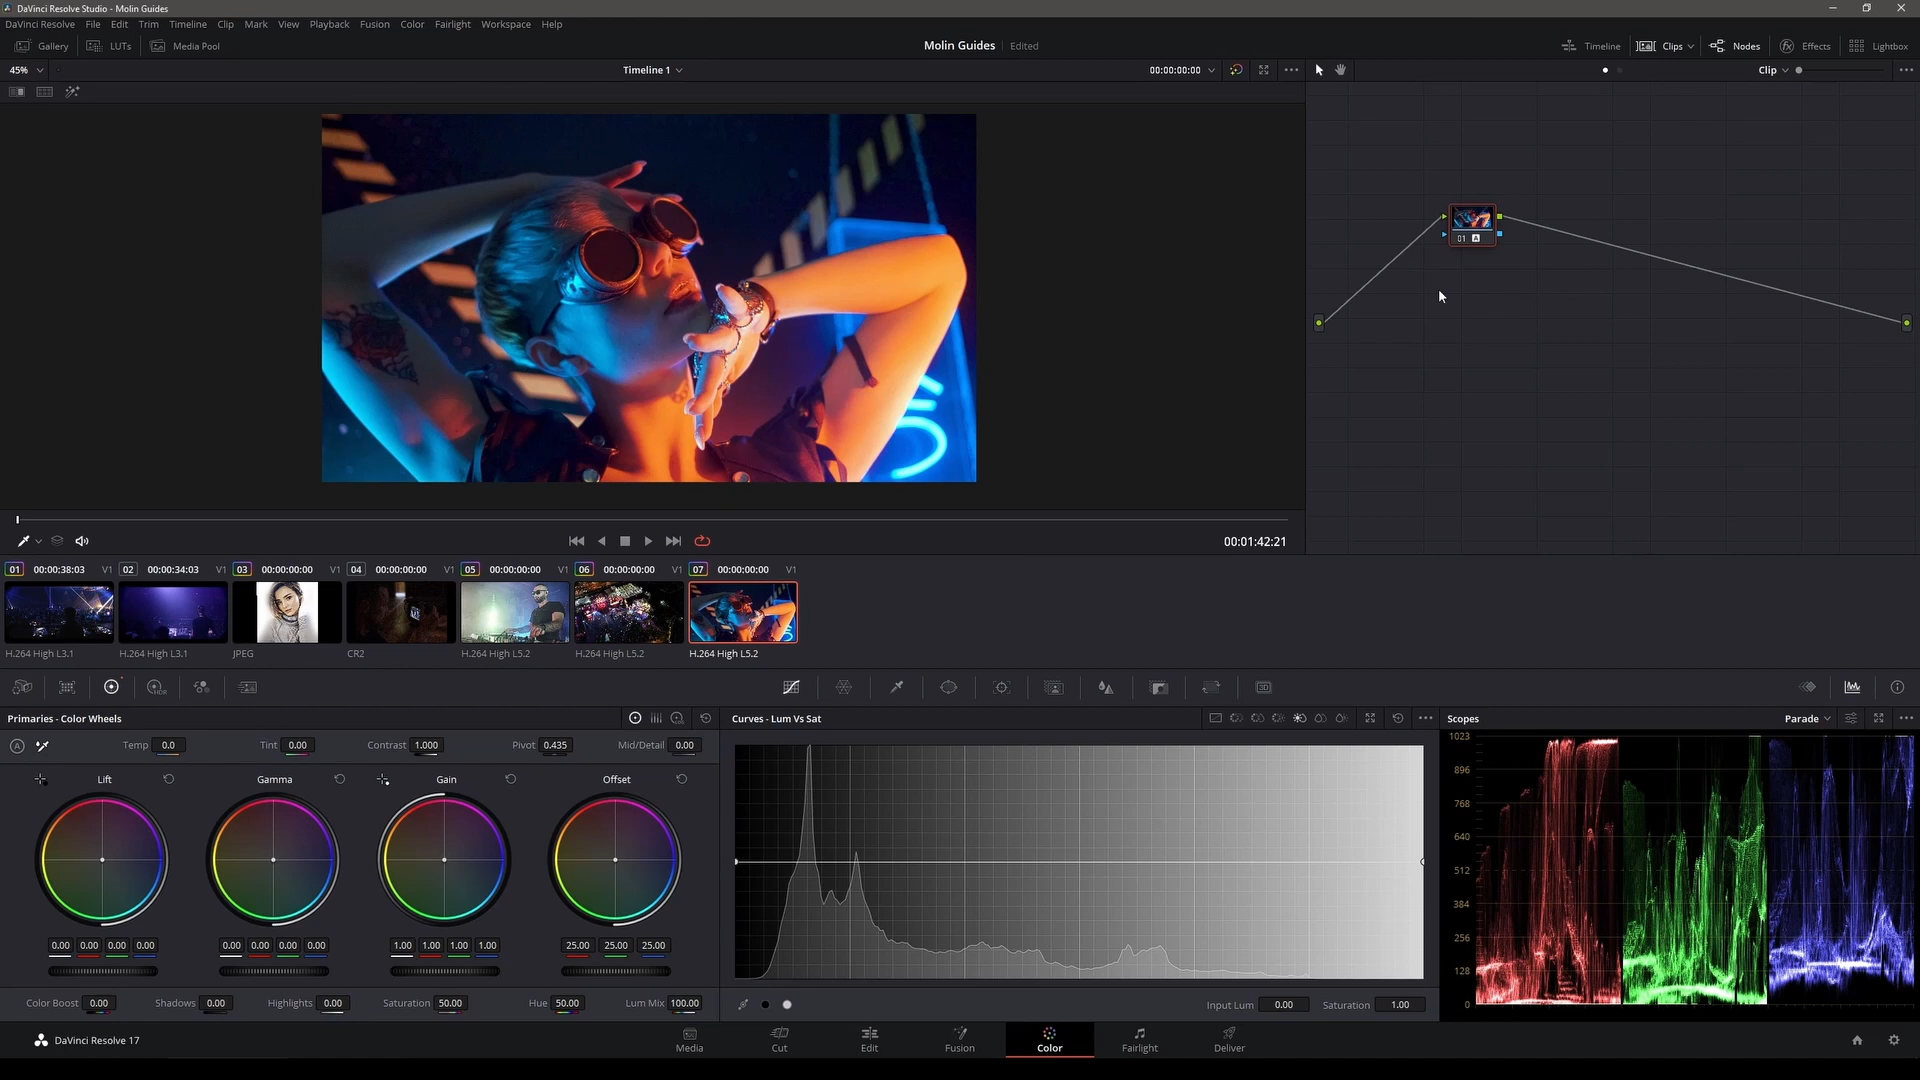 DaVinci Resolve Studio - Molin Guides
DaVinci Resolve File Edit Trim Timeline Clip Mark View Playback Fusion Color Fairlight Workspace Help
Gallery LUTs Media Pool Molin Guides Edited Timeline Clips Nodes Effects Lightbox
45% Timeline 1 00:00:00:00 Clip
01
00:01:42:21
01 00:00:38:03 V1 02 00:00:34:03 V1 03 00:00:00:00 V1 04 00:00:00:00 V1 05 00:00:00:00 V1 06 00:00:00:00 V1 07 00:00:00:00 V1
H.264 High L3.1 H.264 High L3.1 JPEG CR2 H.264 High L5.2 H.264 High L5.2 H.264 High L5.2
Primaries - Color Wheels Curves - Lum Vs Sat Scopes Parade
A Temp 0.0 Tint 0.00 Contrast 1.000 Pivot 0.435 Mid/Detail 0.00
Lift Gamma Gain Offset
0.00 0.00 0.00 0.00 0.00 0.00 0.00 0.00 1.00 1.00 1.00 1.00 25.00 25.00 25.00
Color Boost 0.00 Shadows 0.00 Highlights 0.00 Saturation 50.00 Hue 50.00 Lum Mix 100.00
Input Lum 0.00 Saturation 1.00
1023
896
768
640
512
384
256
128
0
DaVinci Resolve 17
Media Cut Edit Fusion Color Fairlight Deliver